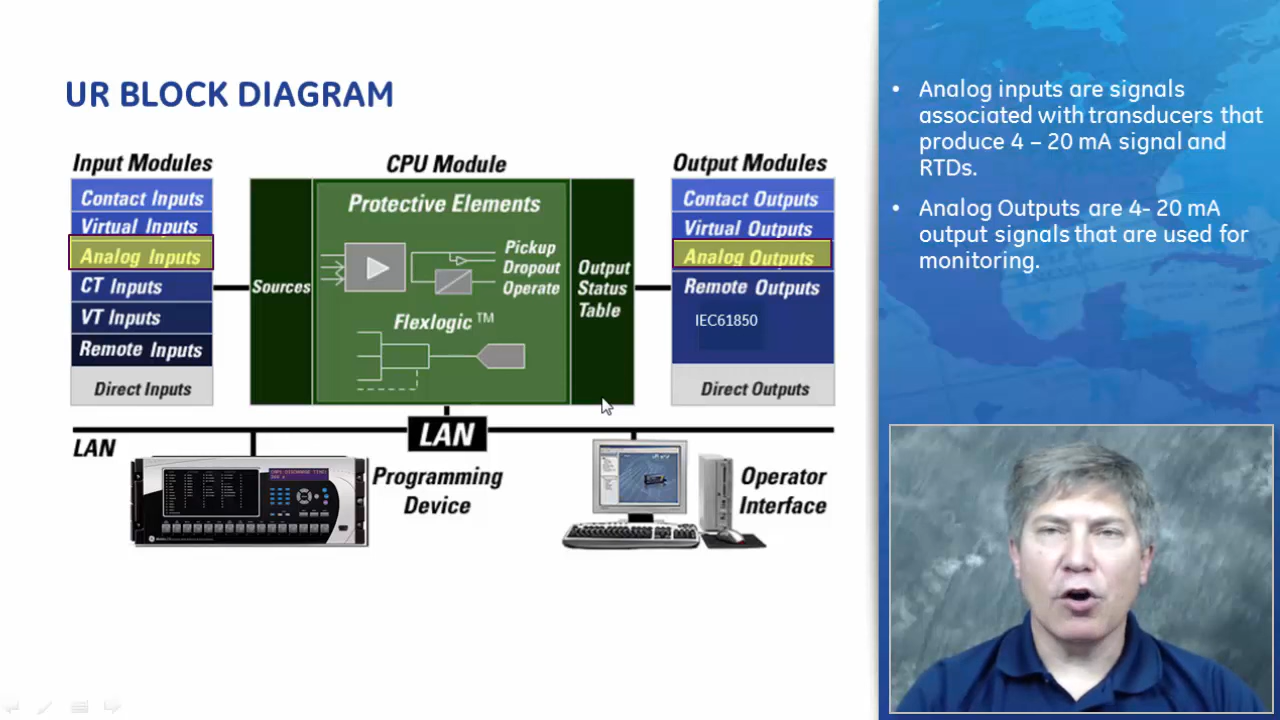 UR BLOCK DIAGRAM
Input Modules
Contact Inputs
Virtual Inputs
Analog Inputs
CT Inputs
VT Inputs
Remote Inputs
Direct Inputs
CPU Module
Sources
Protective Elements
Pickup
Dropout
Operate
Flexlogic™
Output
Status
Table
Output Modules
Contact Outputs
Virtual Outputs
Analog Outputs
Remote Outputs
IEC61850
Direct Outputs
LAN
LAN
Programming
Device
Operator
Interface
• Analog inputs are signals
associated with transducers that
produce 4 – 20 mA signal and
RTDs.
• Analog Outputs are 4- 20 mA
output signals that are used for
monitoring.